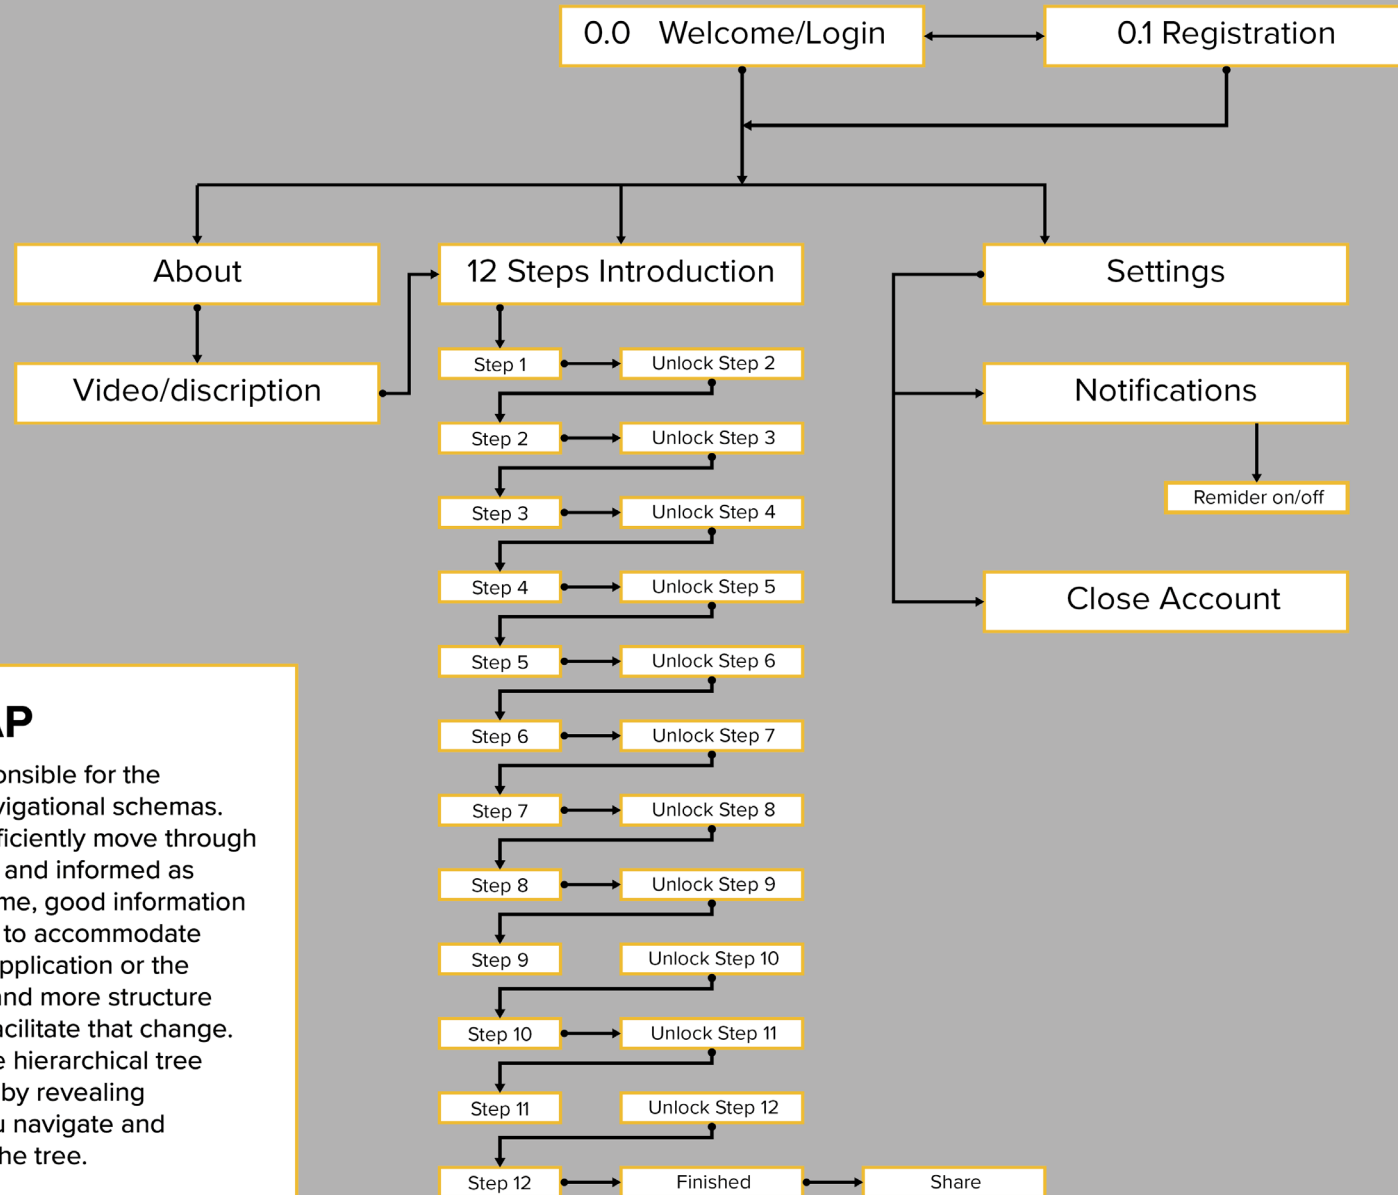 0.0 Welcome/Login
0.1 Registration
About
12 Steps Introduction
Settings
Video/discription
Notifications
Remider on/off
Close Account
Step 1
Unlock Step 2
Step 2
Unlock Step 3
Step 3
Unlock Step 4
Step 4
Unlock Step 5
Step 5
Unlock Step 6
Step 6
Unlock Step 7
Step 7
Unlock Step 8
Step 8
Unlock Step 9
Step 9
Unlock Step 10
Step 10
Unlock Step 11
Step 11
Unlock Step 12
Step 12
Finished
Share
AP
onsible for the
vigational schemas.
ficiently move through
and informed as
me, good information
to accommodate
pplication or the
and more structure
acilitate that change.
e hierarchical tree
by revealing
u navigate and
he tree.